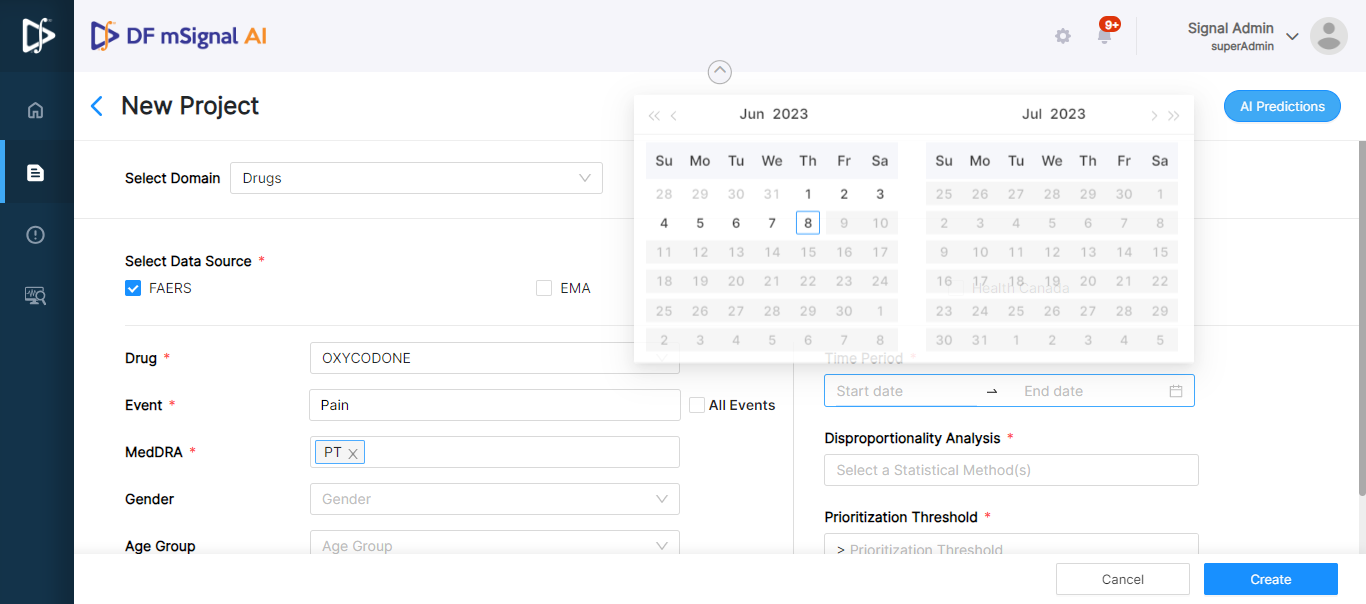 DF mSignal AI
9+
Signal Admin
superAdmin
New Project
AI Predictions
Jun 2023
Jul 2023
Su Mo Tu We Th Fr Sa
28 29 30 31 1 2 3
4 5 6 7 8 9 10
11 12 13 14 15 16 17
18 19 20 21 22 23 24
25 26 27 28 29 30 1
2 3 4 5 6 7 8
Su Mo Tu We Th Fr Sa
25 26 27 28 29 30 1
2 3 4 5 6 7 8
9 10 11 12 13 14 15
16 17 18 19 20 21 22
23 24 25 26 27 28 29
30 31 1 2 3 4 5
Select Domain Drugs
Select Data Source *
FAERS
EMA
Health Canada
Drug * OXYCODONE
Event * Pain
All Events
MedDRA * PT X
Gender Gender
Age Group Age Group
Time Period *
Start date → End date
Disproportionality Analysis *
Select a Statistical Method(s)
Prioritization Threshold *
> Prioritization Threshold
Cancel
Create